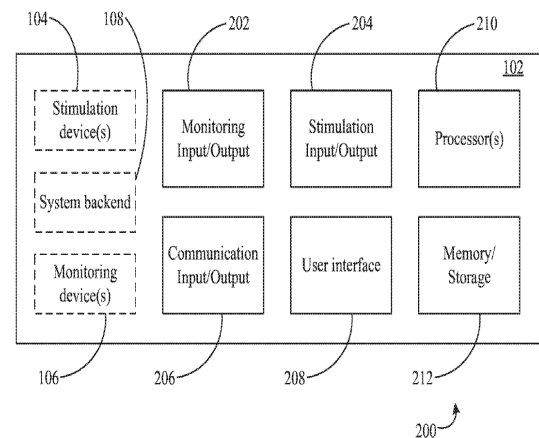 104
108
202
204
210
102
Stimulation
device(s)
Monitoring
Input/Output
Stimulation
Input/Output
Processor(s)
System backend
Monitoring
device(s)
Communication
Input/Output
User interface
Memory/
Storage
106
206
208
212
200